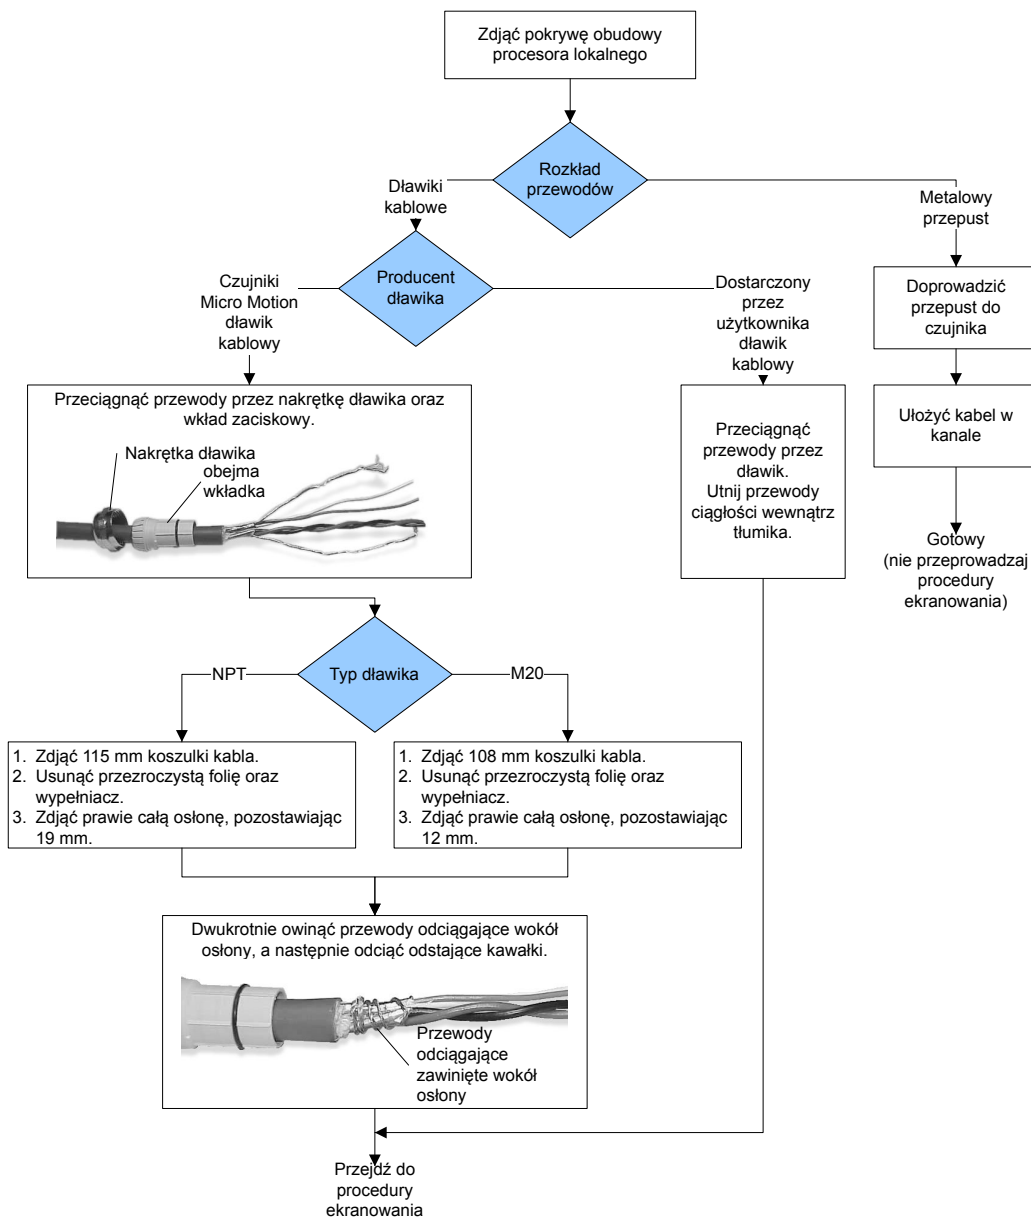 Zdjąć pokrywę obudowy
procesora lokalnego
Rozkład
przewodów
Dławiki
kablowe
Metalowy
przepust
Producent
dławika
Czujniki
Micro Motion
dławik
kablowy
Dostarczony
przez
użytkownika
dławik
kablowy
Doprowadzić
przepust do
czujnika
Przeciągnąć przewody przez nakrętkę dławika oraz
wkład zaciskowy.
Nakrętka dławika
obejma
wkładka
Przeciągnąć
przewody przez
dławik.
Utnij przewody
ciągłości wewnątrz
tłumika.
Ułożyć kabel w
kanale
Gotowy
(nie przeprowadzaj
procedury
ekranowania)
Typ dławika
NPT
M20
1. Zdjąć 115 mm koszulki kabla.
2. Usunąć przezroczystą folię oraz
wypełniacz.
3. Zdjąć prawie całą osłonę, pozostawiając
19 mm.
1. Zdjąć 108 mm koszulki kabla.
2. Usunąć przezroczystą folię oraz
wypełniacz.
3. Zdjąć prawie całą osłonę, pozostawiając
12 mm.
Dwukrotnie owinąć przewody odciągające wokół
osłony, a następnie odciąć odstające kawałki.
Przewody
odciągające
zawinięte wokół
osłony
Przejdź do
procedury
ekranowania